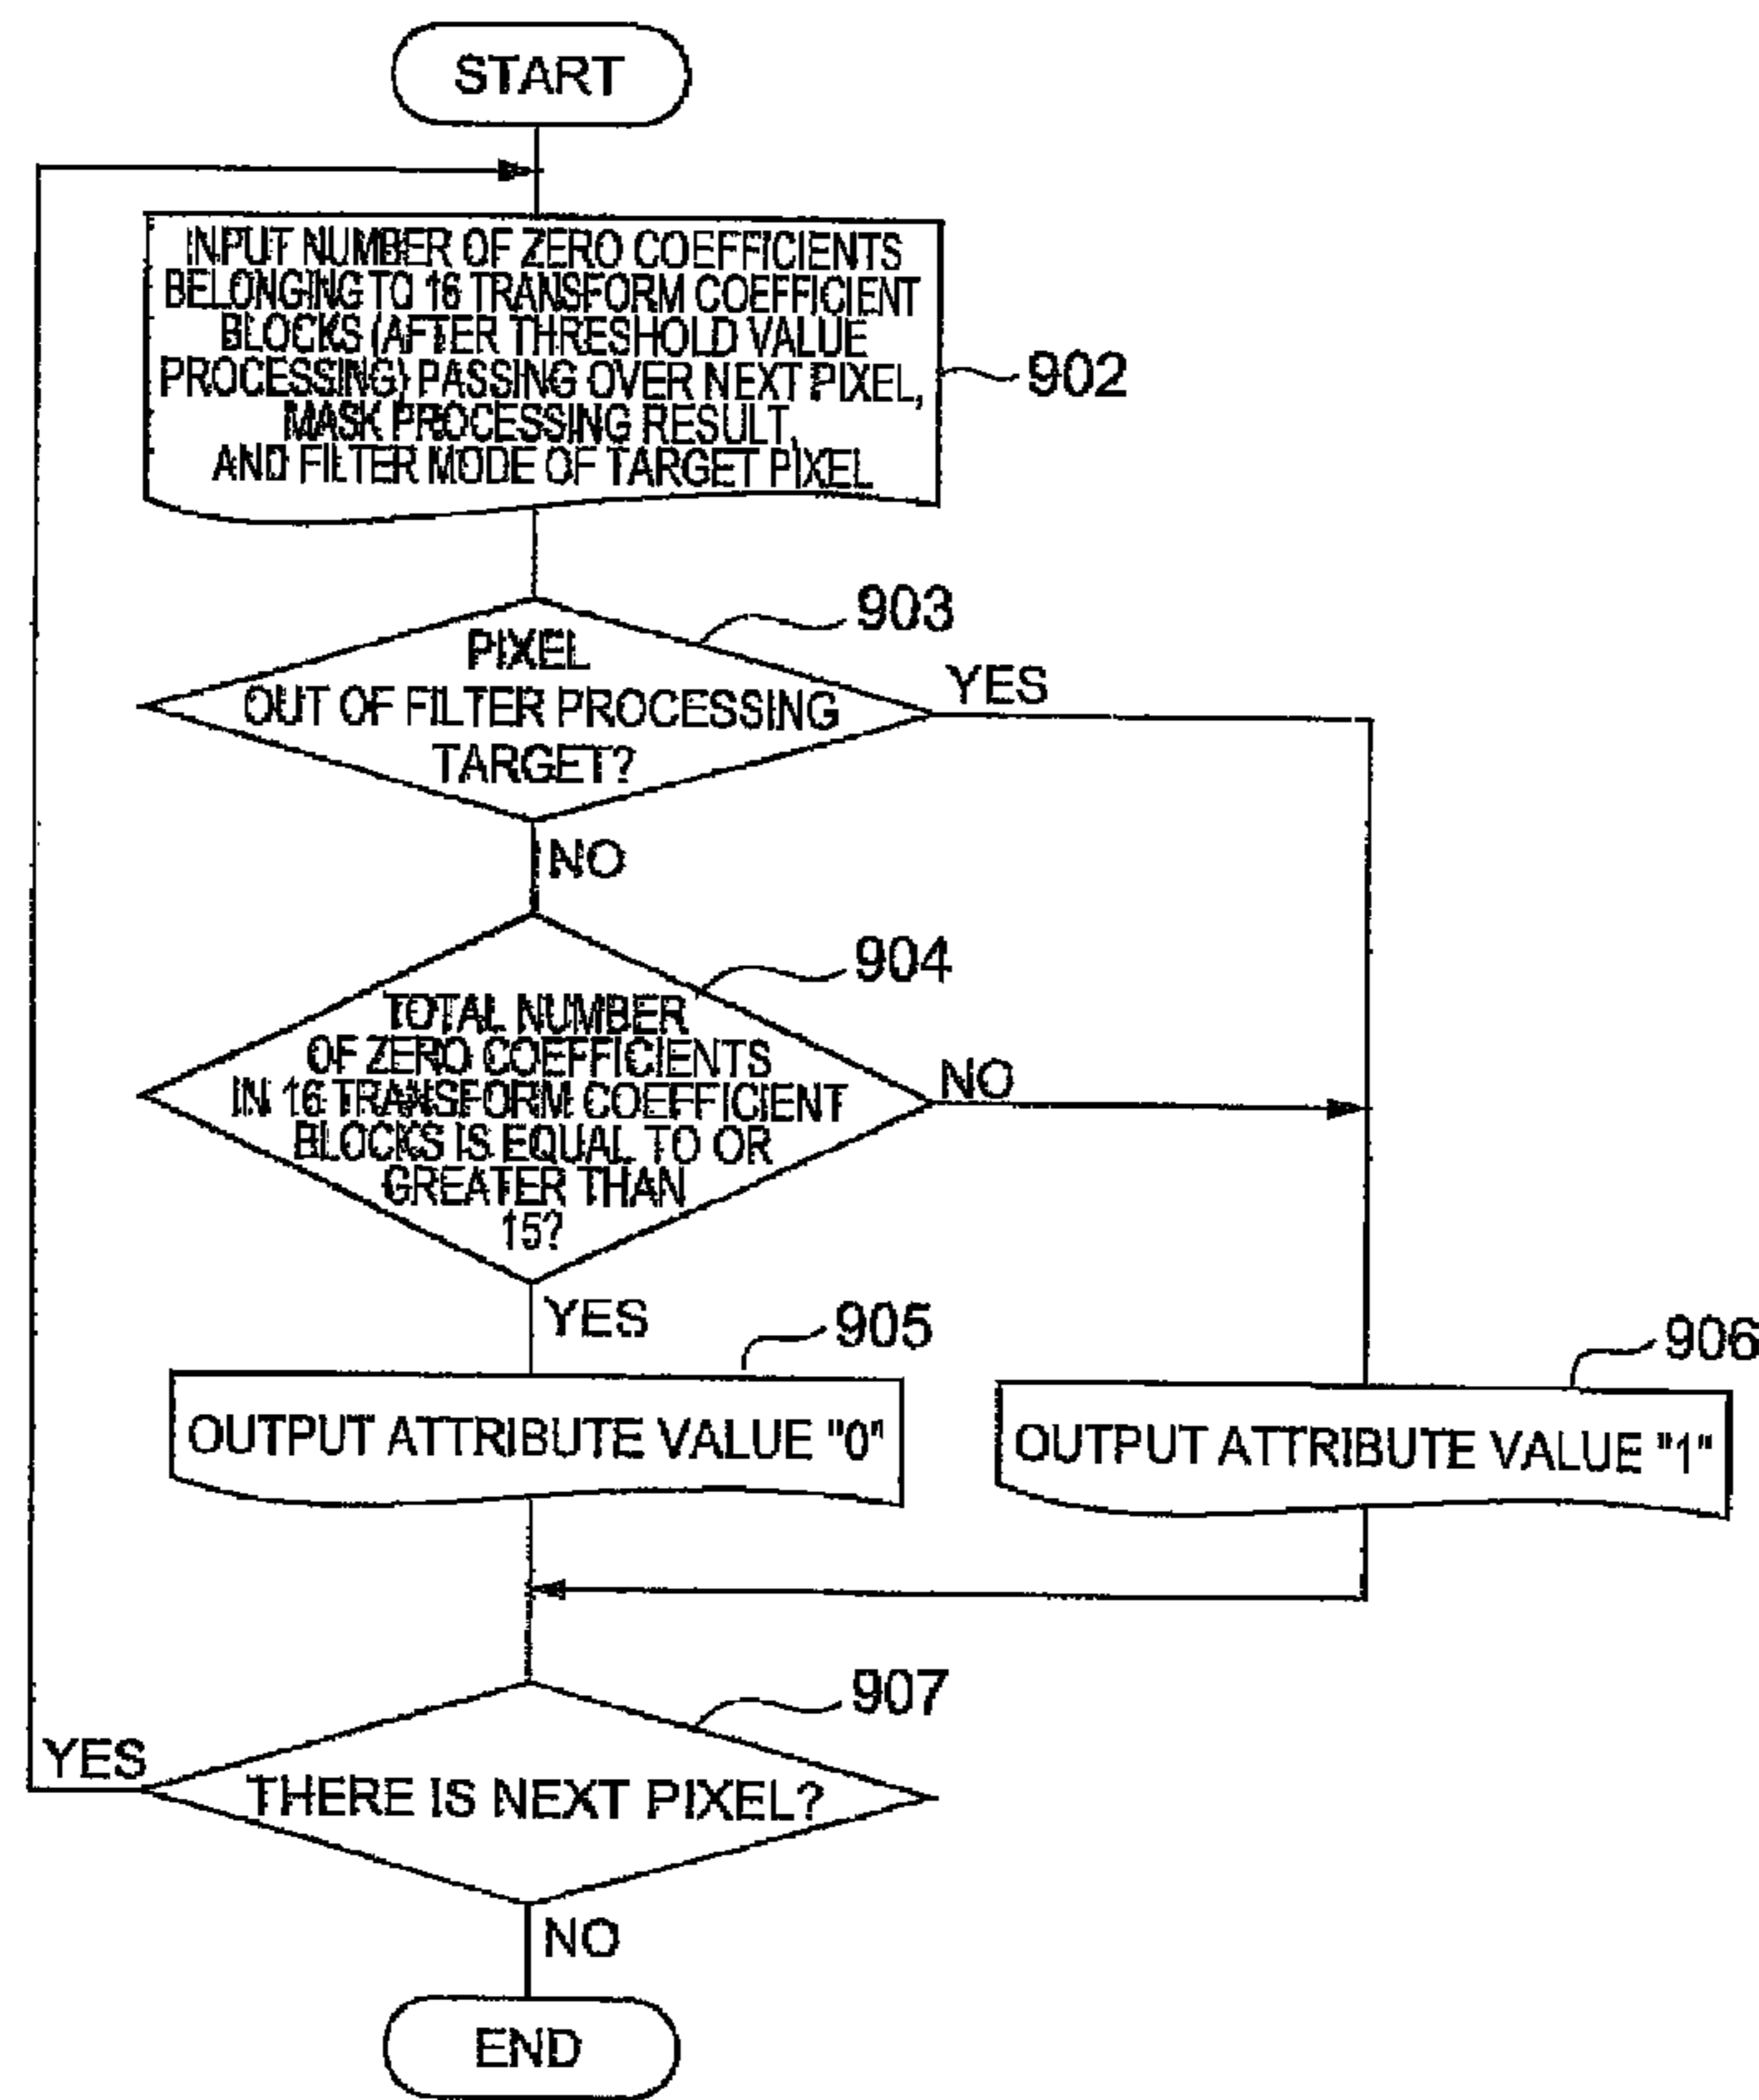 START
INPUT NUMBER OF ZERO COEFFICIENTS
BELONGING TO 16 TRANSFORM COEFFICIENT
BLOCKS (AFTER THRESHOLD VALUE
PROCESSING) PASSING OVER NEXT PIXEL,
MASK PROCESSING RESULT,
AND FILTER MODE OF TARGET PIXEL
902
903
PIXEL
OUT OF FILTER PROCESSING
TARGET?
YES
NO
904
TOTAL NUMBER
OF ZERO COEFFICIENTS
IN 16 TRANSFORM COEFFICIENT
BLOCKS IS EQUAL TO OR
GREATER THAN
15?
NO
YES
905
906
OUTPUT ATTRIBUTE VALUE "0"
OUTPUT ATTRIBUTE VALUE "1"
907
YES
THERE IS NEXT PIXEL?
NO
END